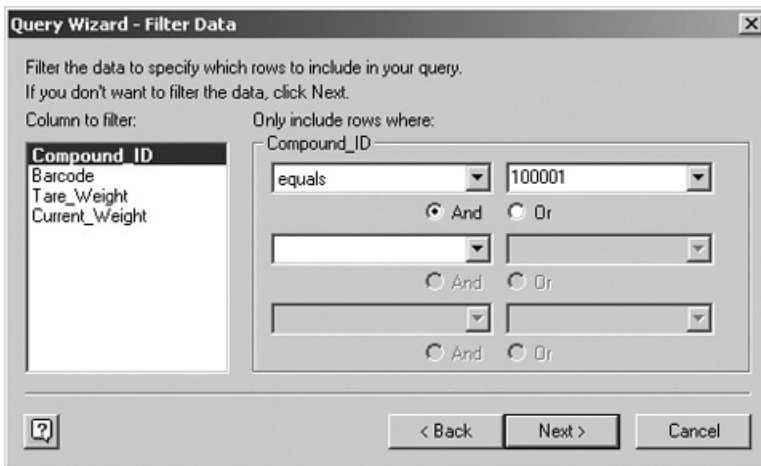 Query Wizard - Filter Data
Filter the data to specify which rows to include in your query.
If you don't want to filter the data, click Next.
Column to filter:
Only include rows where:
Compound_ID
Barcode
Tare_Weight
Current_Weight
Compound_ID
equals
100001
And
Or
And
Or
And
Or
?
< Back
Next >
Cancel